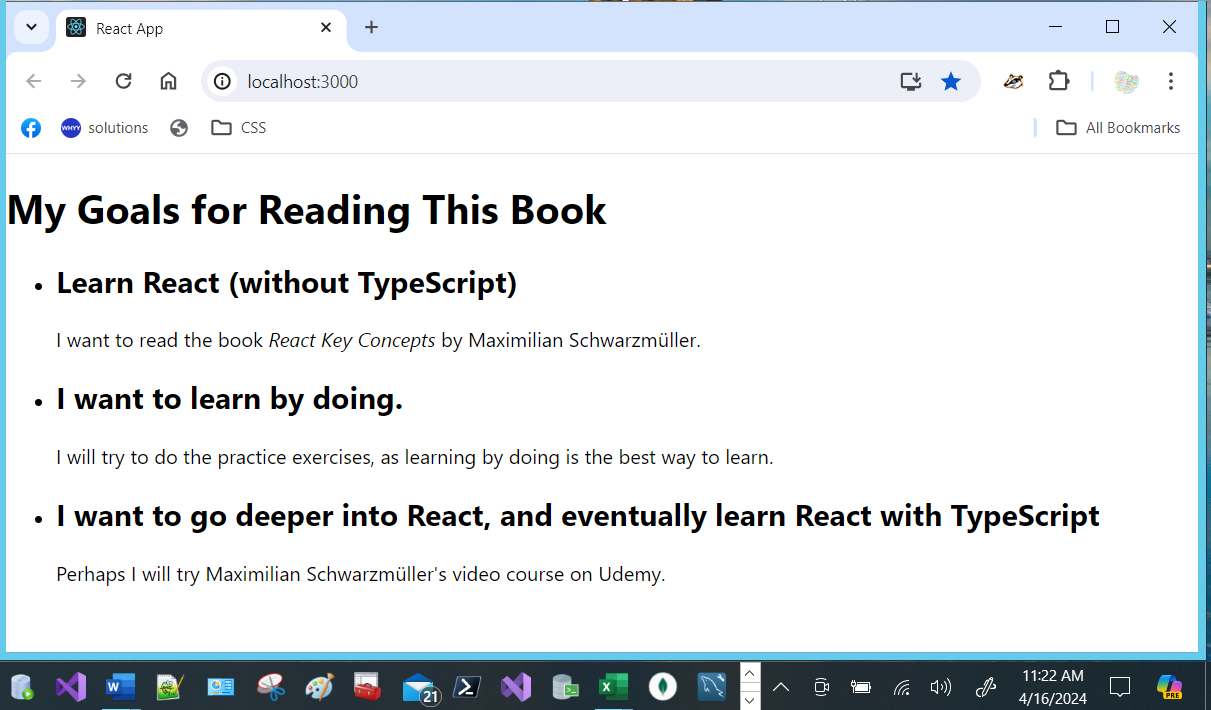 React App
localhost:3000
WHYY solutions CSS All Bookmarks
My Goals for Reading This Book
Learn React (without TypeScript)
I want to read the book React Key Concepts by Maximilian Schwarzmüller.
I want to learn by doing.
I will try to do the practice exercises, as learning by doing is the best way to learn.
I want to go deeper into React, and eventually learn React with TypeScript
Perhaps I will try Maximilian Schwarzmüller's video course on Udemy.
21
11:22 AM
4/16/2024
PRE